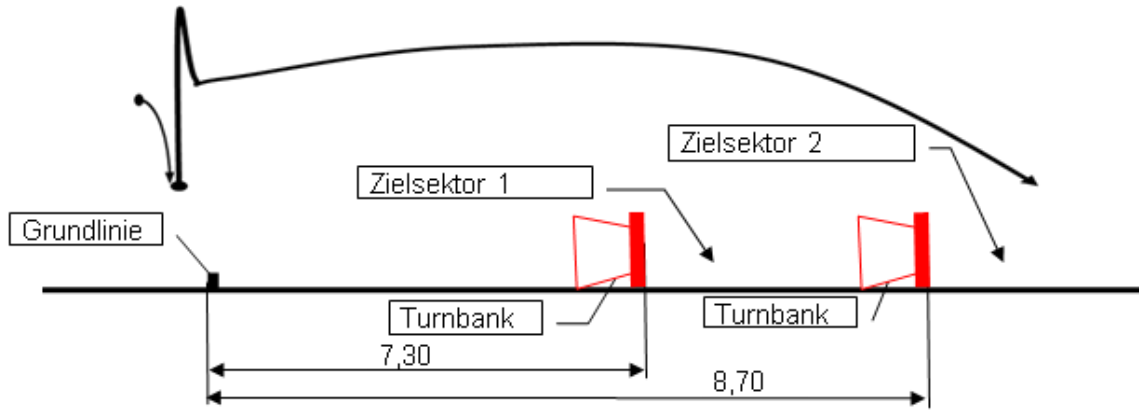 Zielsektor 2
Zielsektor 1
Grundlinie
Turnbank
Turnbank
7,30
8,70